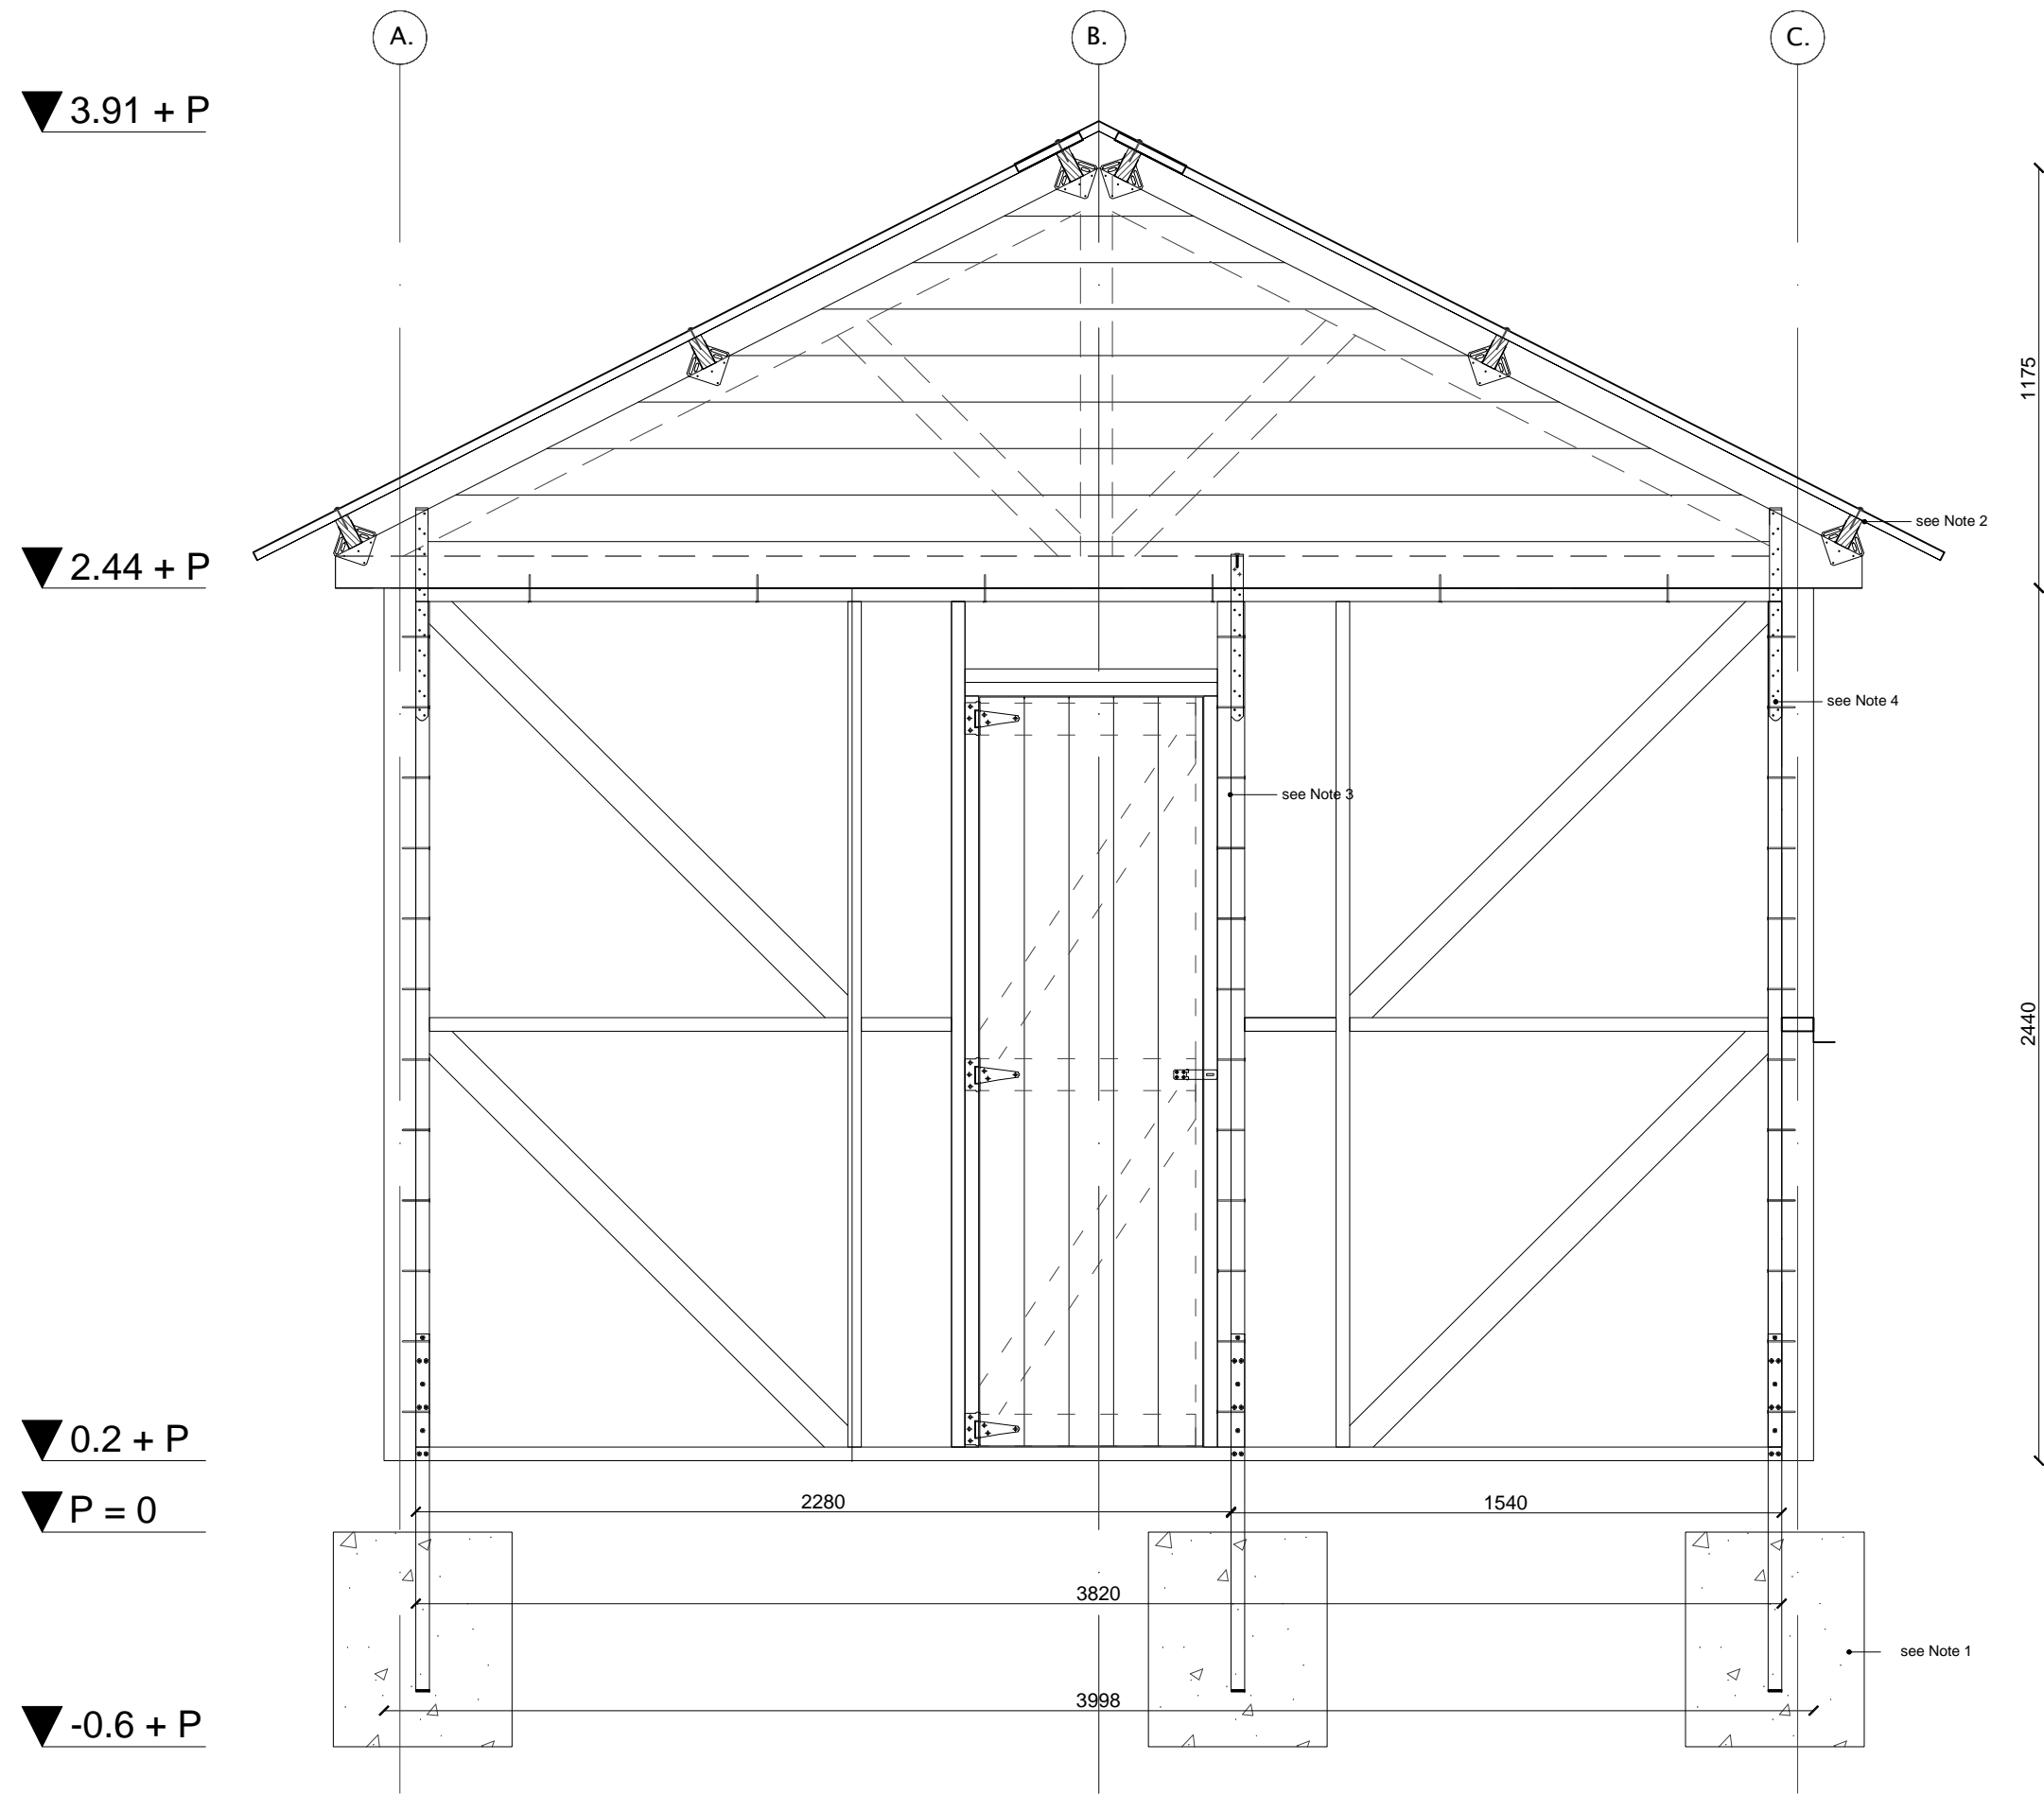 A.
B.
C.
3.91 + P
1175
see Note 2
2.44 + P
see Note 4
see Note 3
2440
0.2 + P
P = 0
2280
1540
3820
see Note 1
3998
-0.6 + P